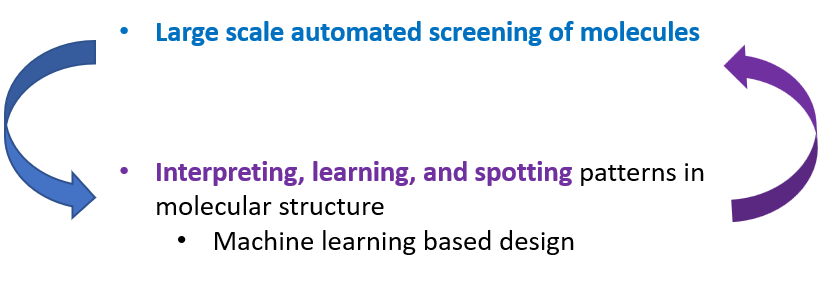 • Large scale automated screening of molecules
• Interpreting, learning, and spotting patterns in
molecular structure
• Machine learning based design